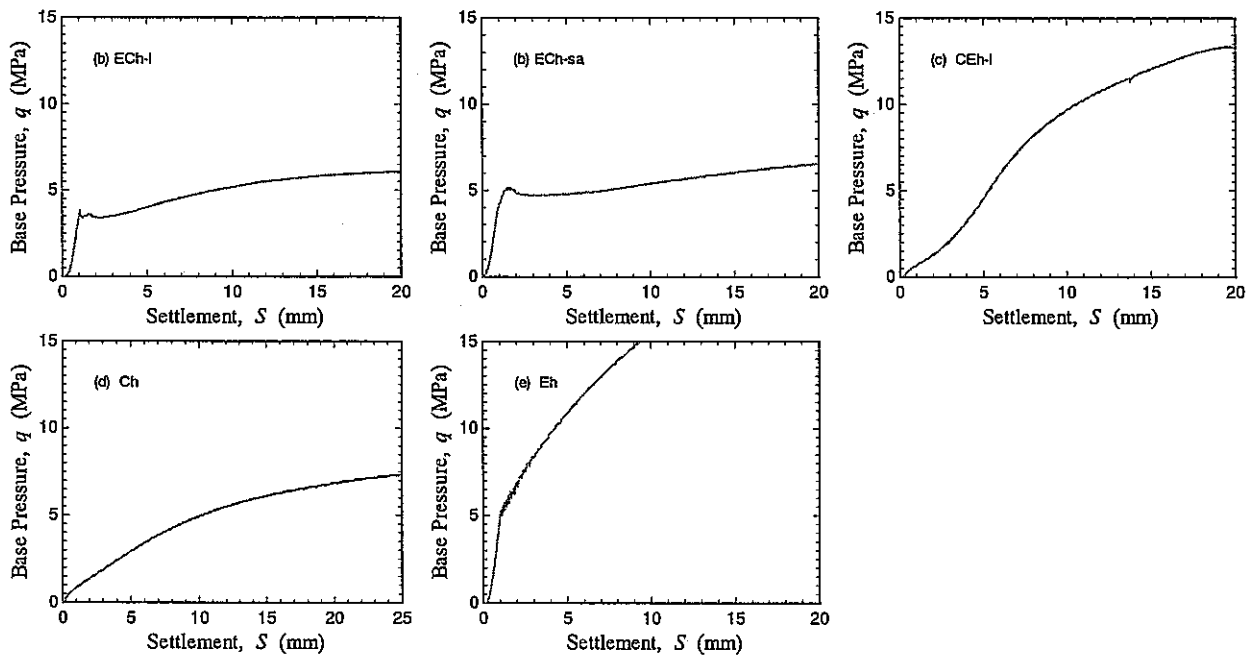 15
10
5
0
Base Pressure, q (MPa)
(b) ECh-l
0 5 10 15 20
Settlement, S (mm)
15
10
5
0
Base Pressure, q (MPa)
(b) ECh-sa
0 5 10 15 20
Settlement, S (mm)
15
10
5
0
Base Pressure, q (MPa)
(c) CEh-l
0 5 10 15 20
Settlement, S (mm)
15
10
5
0
Base Pressure, q (MPa)
(d) Ch
0 5 10 15 20 25
Settlement, S (mm)
15
10
5
0
Base Pressure, q (MPa)
(e) Eh
0 5 10 15 20
Settlement, S (mm)